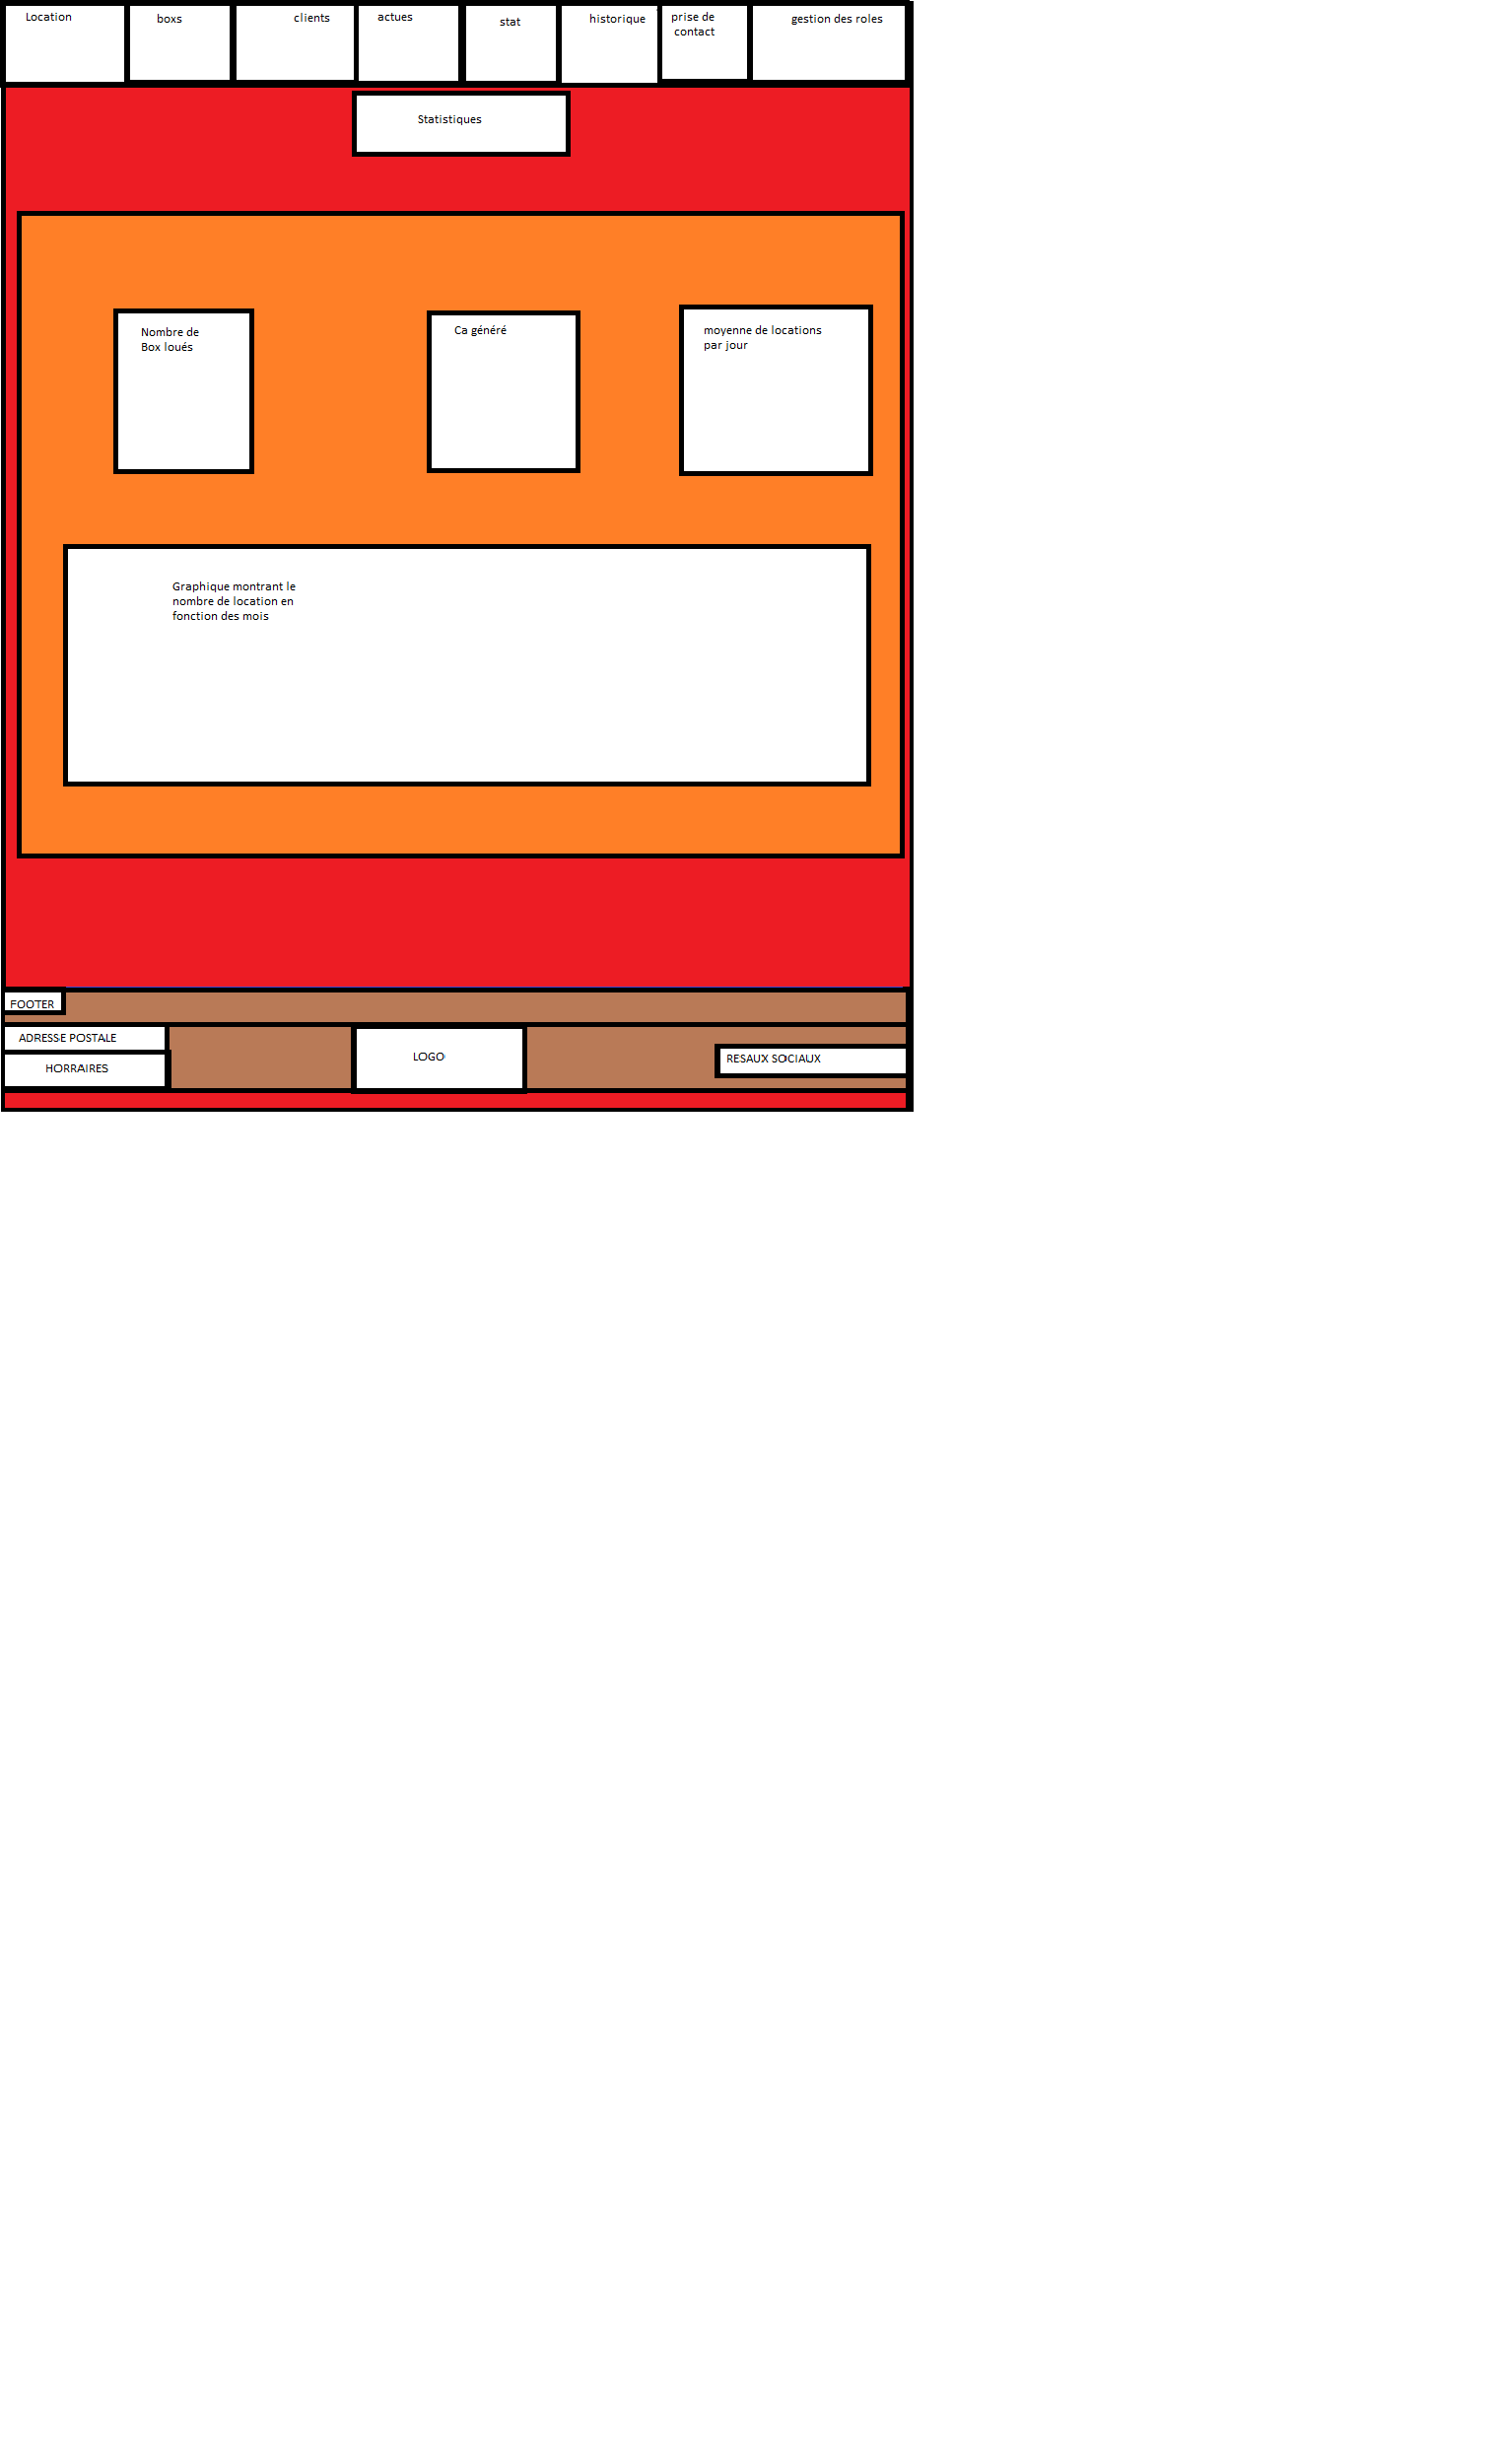 Location
boxs
clients
actues
stat
historique
prise de
contact
gestion des roles
Statistiques
Nombre de
Box loués
Ca généré
moyenne de locations
par jour
Graphique montrant le
nombre de location en
fonction des mois
FOOTER
ADRESSE POSTALE
HORRAIRES
LOGO
RESAUX SOCIAUX